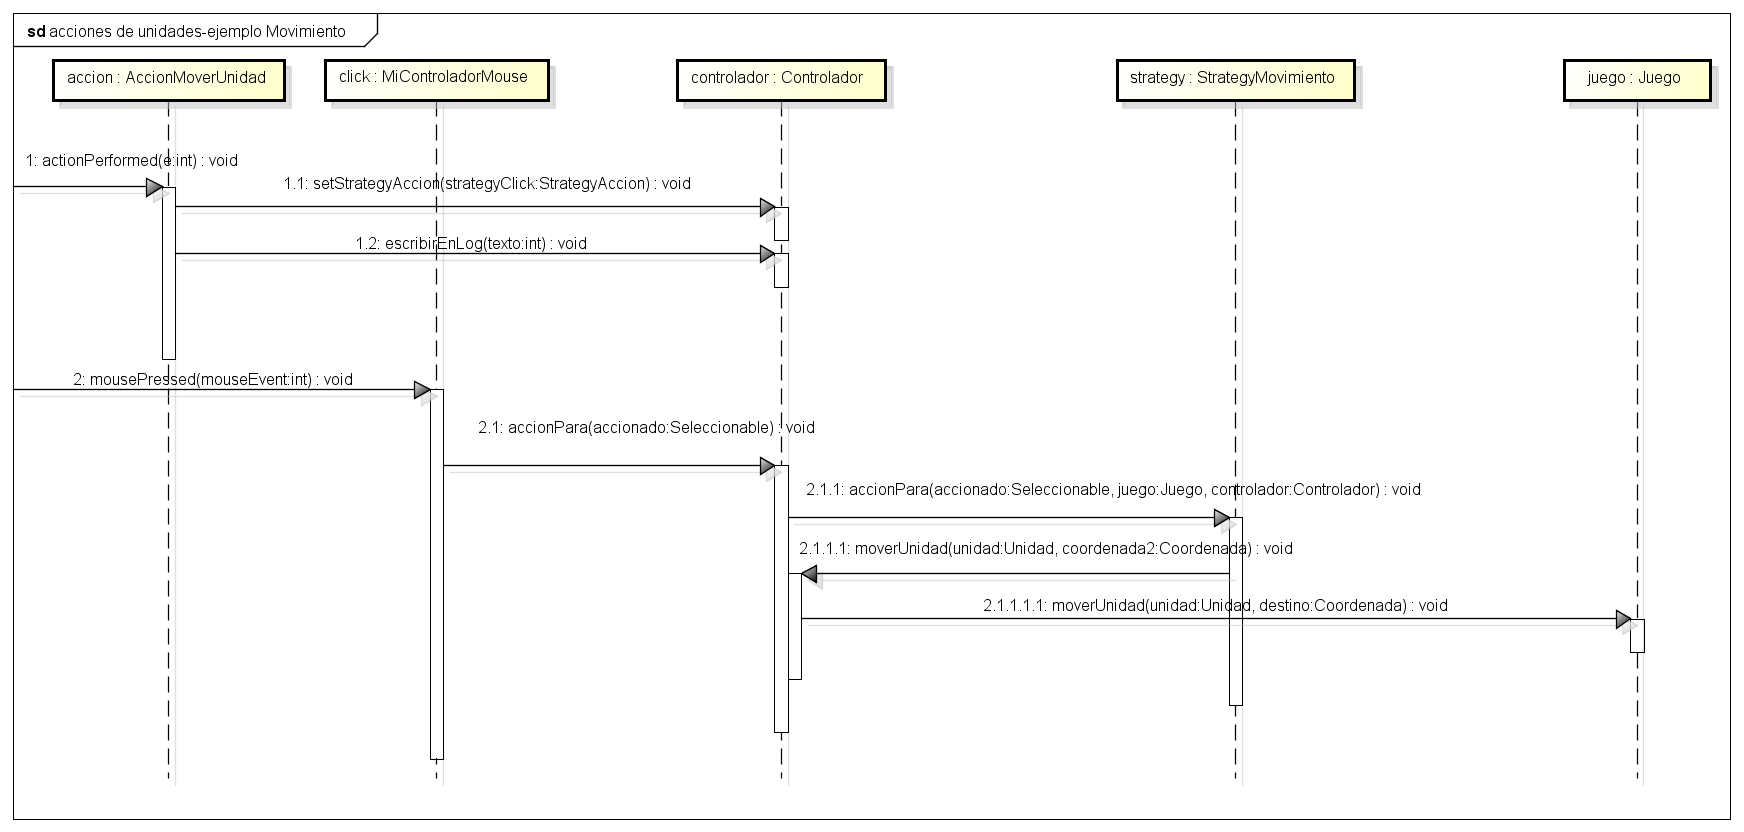 sd acciones de unidades-ejemplo Movimiento
accion : AccionMoverUnidad
click : MiControladorMouse
controlador : Controlador
strategy : StrategyMovimiento
juego : Juego
1: actionPerformed(e:int) : void
1.1: setStrategyAccion(strategyClick:StrategyAccion) : void
1.2: escribirEnLog(texto:int) : void
2: mousePressed(mouseEvent:int) : void
2.1: accionPara(accionado:Seleccionable) : void
2.1.1: accionPara(accionado:Seleccionable, juego:Juego, controlador:Controlador) : void
2.1.1.1: moverUnidad(unidad:Unidad, coordenada2:Coordenada) : void
2.1.1.1.1: moverUnidad(unidad:Unidad, destino:Coordenada) : void